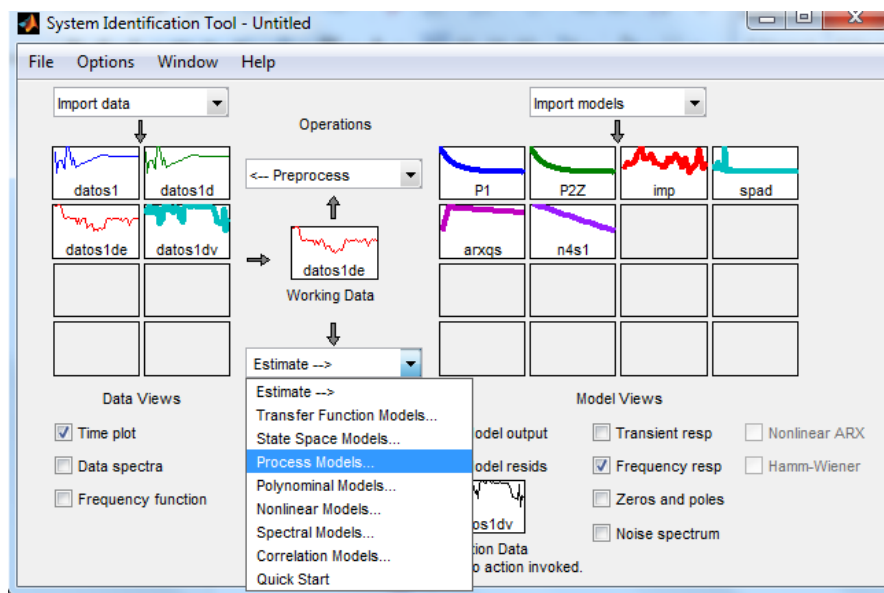 System Identification Tool - Untitled
File Options Window Help
Import data
Import models
Operations
<-- Preprocess
datos1 datos1d
datos1de datos1dv
datos1de
Working Data
P1 P2Z imp spad
arxqs n4s1
Estimate -->
Estimate -->
Transfer Function Models...
State Space Models...
Process Models...
Polynominal Models...
Nonlinear Models...
Spectral Models...
Correlation Models...
Quick Start
Data Views
Time plot
Data spectra
Frequency function
Model Views
odel output Transient resp Nonlinear ARX
odel resids Frequency resp Hamm-Wiener
Zeros and poles
os1dv Noise spectrum
tion Data
o action invoked.